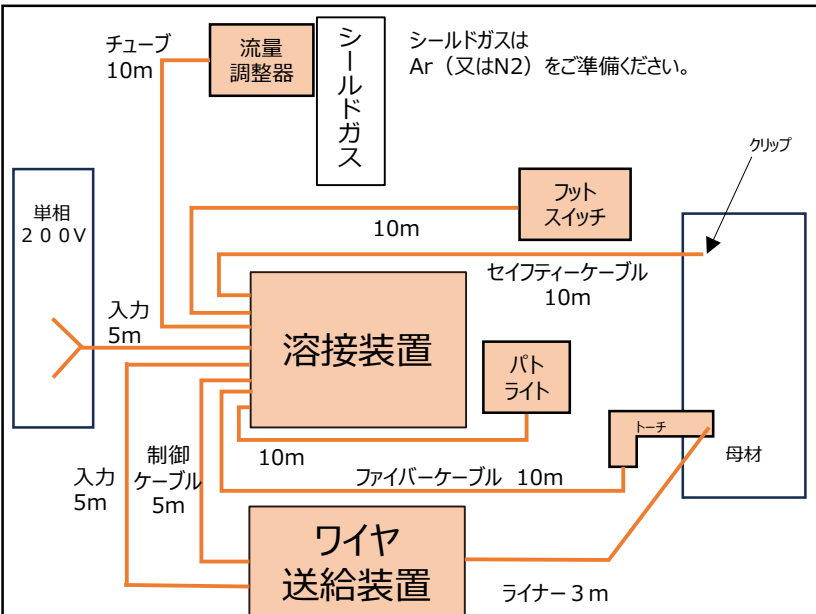 チューブ
10m
流量
調整器
シールドガス
シールドガスは
Ar（又はN2）をご準備ください。
クリップ
単相
２００V
フット
スイッチ
10m
セイフティーケーブル
10m
入力
5m
溶接装置
パト
ライト
トーチ
母材
10m
制御
ケーブル
5m
入力
5m
ファイバーケーブル 10m
ワイヤ
送給装置
ライナー３ｍ